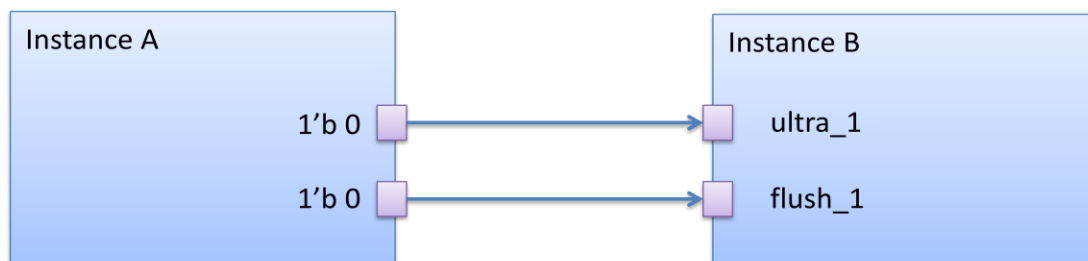 Instance A
Instance B
1’b 0
ultra_1
1’b 0
flush_1